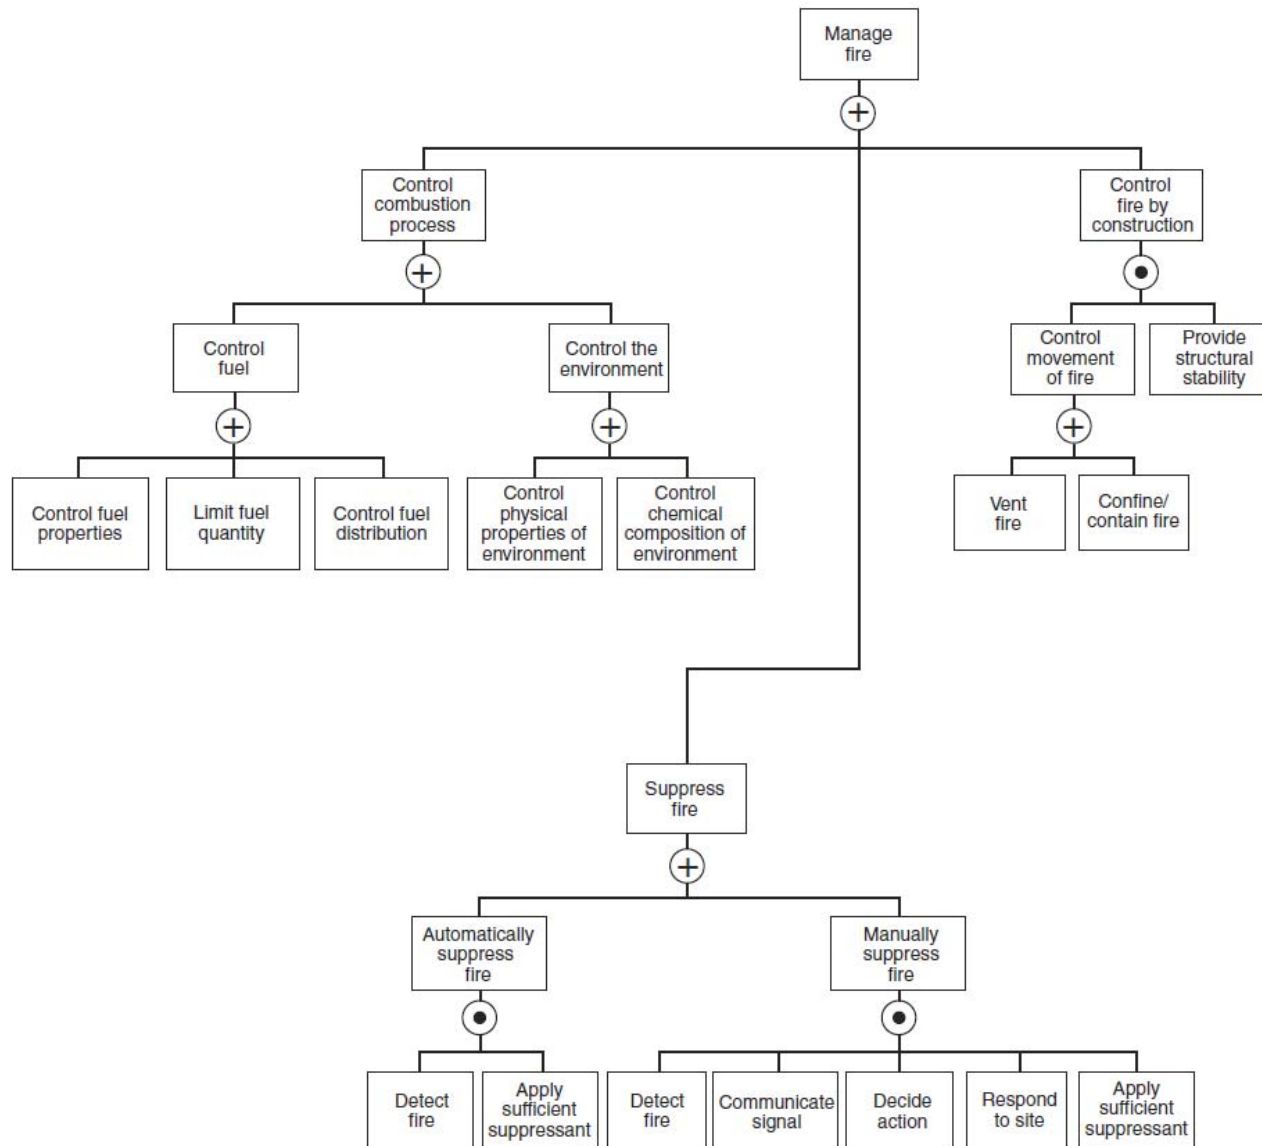 Manage
fire
+
Control
combustion
process
Control
fire by
construction
+
•
Control
fuel
Control the
environment
Control
movement
of fire
Provide
structural
stability
+
+
+
Control fuel
properties
Limit fuel
quantity
Control fuel
distribution
Control
physical
properties of
environment
Control
chemical
composition of
environment
Vent
fire
Confine/
contain fire
Suppress
fire
+
Automatically
suppress
fire
Manually
suppress
fire
•
•
Detect
fire
Apply
sufficient
suppressant
Detect
fire
Communicate
signal
Decide
action
Respond
to site
Apply
sufficient
suppressant